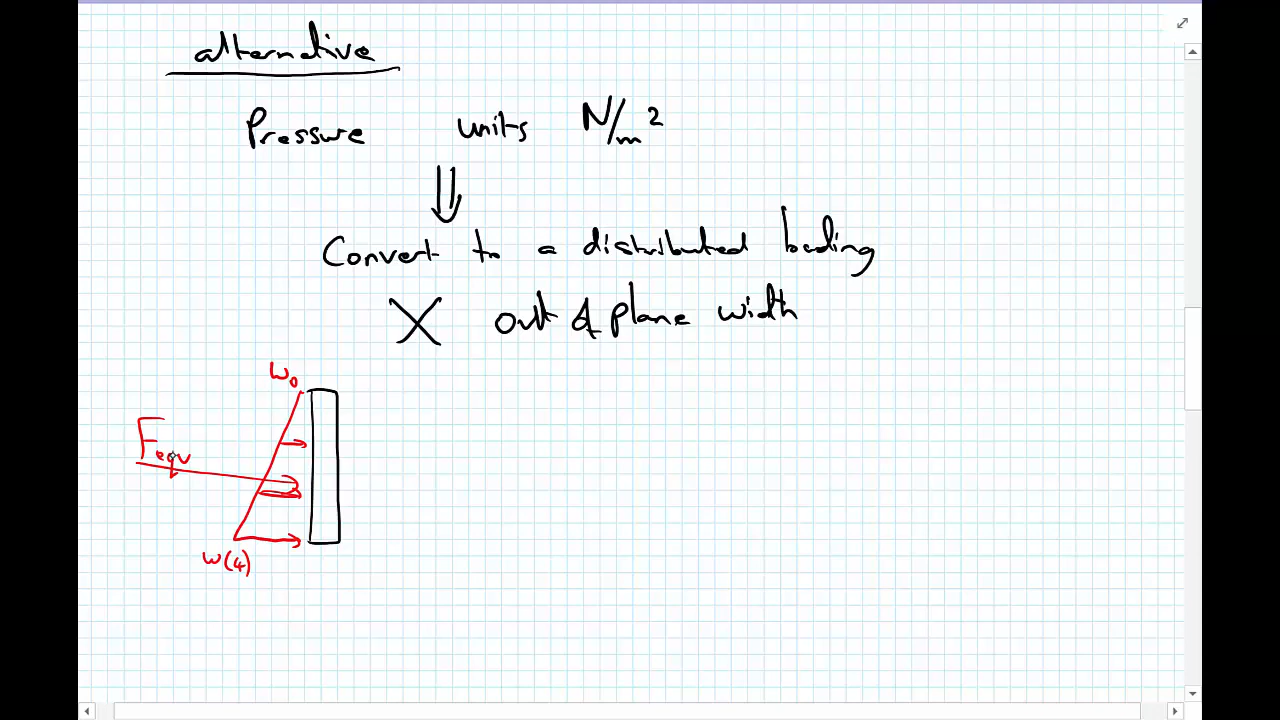 alternative
Pressure units N/m²
Convert to a distributed loading
X out of plane width
w₀
Fequ
w(4)